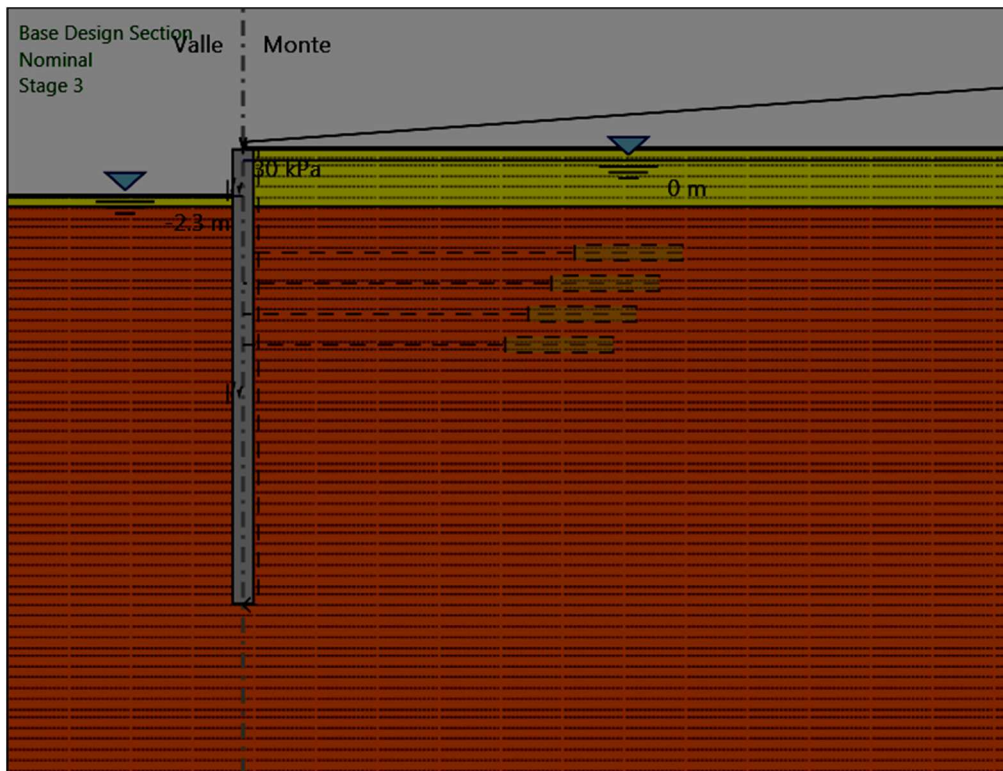 Base Design Section
Nominal
Stage 3
Valle
Monte
30 kPa
0 m
-2.3 m